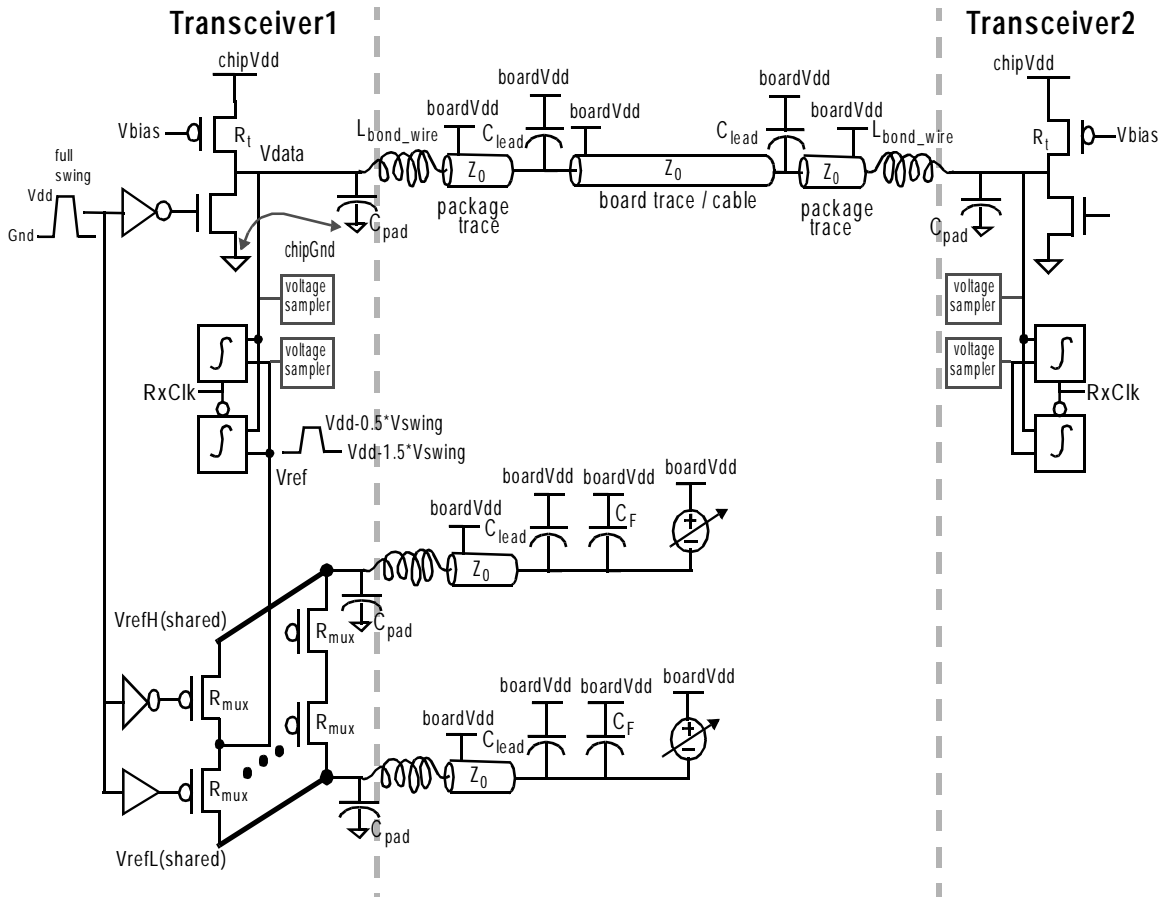 Transceiver1
Transceiver2
chipVdd
chipVdd
boardVdd
boardVdd
boardVdd
boardVdd
boardVdd
boardVdd
Vbias
Rt
Lbond_wire
Clead
Clead
Lbond_wire
Rt
Vbias
full
swing
Vdata
Vdd
Z0
Z0
Z0
package
trace
board trace / cable
package
trace
Gnd
Cpad
chipGnd
Cpad
voltage
sampler
voltage
sampler
∫
voltage
sampler
voltage
sampler
∫
RxClk
RxClk
∫
∫
Vdd-0.5*Vswing
Vdd-1.5*Vswing
Vref
boardVdd
boardVdd
boardVdd
boardVdd
Clead
CF
+
−
Z0
VrefH(shared)
Cpad
Rmux
boardVdd
boardVdd
boardVdd
Rmux
Rmux
boardVdd
Clead
CF
+
−
Rmux
Z0
Cpad
VrefL(shared)